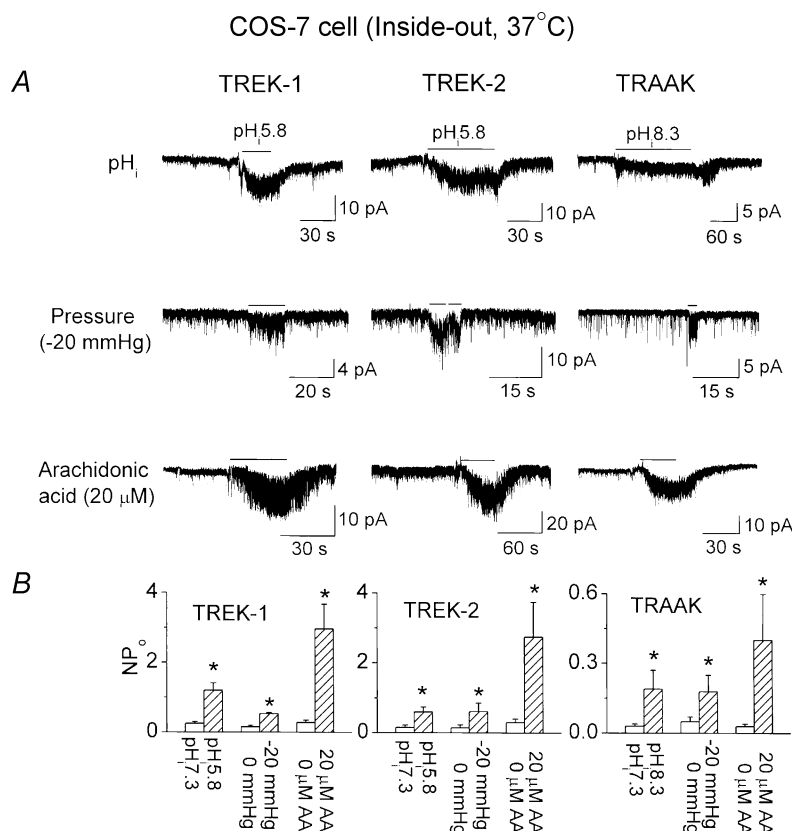 COS-7 cell (Inside-out, 37°C)
A
TREK-1 TREK-2 TRAAK
pHi5.8 pHi5.8 pHi8.3
pHi
10 pA 10 pA 5 pA
30 s 30 s 60 s
Pressure
(-20 mmHg)
4 pA 10 pA 5 pA
20 s 15 s 15 s
Arachidonic
acid (20 μM)
10 pA 20 pA 10 pA
30 s 60 s 30 s
B
4 4 0.6
TREK-1 TREK-2 TRAAK
NPo
2 2 0.3
0 0 0.0
* * * * * * * * *
pHi7.3 pHi5.8 0 mmHg -20 mmHg 0 μM AA 20 μM AA
pHi7.3 pHi5.8 0 mmHg -20 mmHg 0 μM AA 20 μM AA
pHi7.3 pHi8.3 0 mmHg -20 mmHg 0 μM AA 20 μM AA